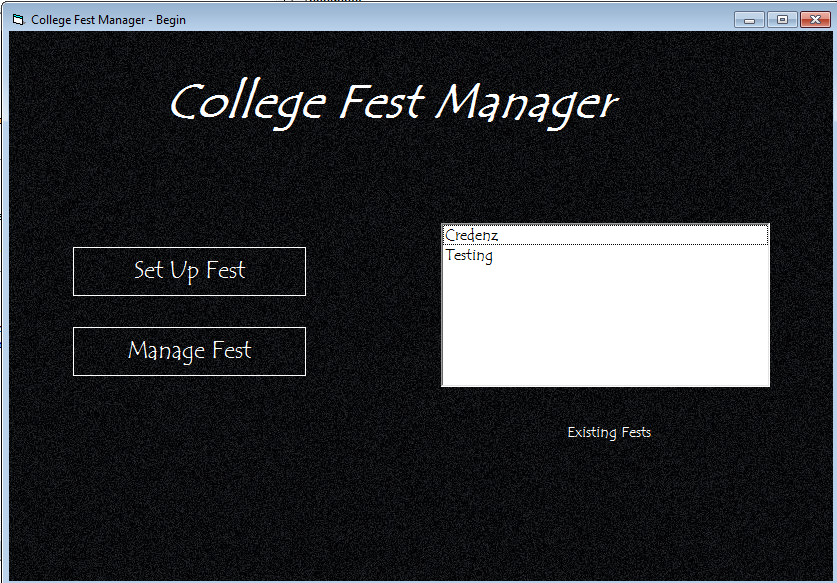 College Fest Manager - Begin
College Fest Manager
Set Up Fest
Manage Fest
Credenz
Testing
Existing Fests